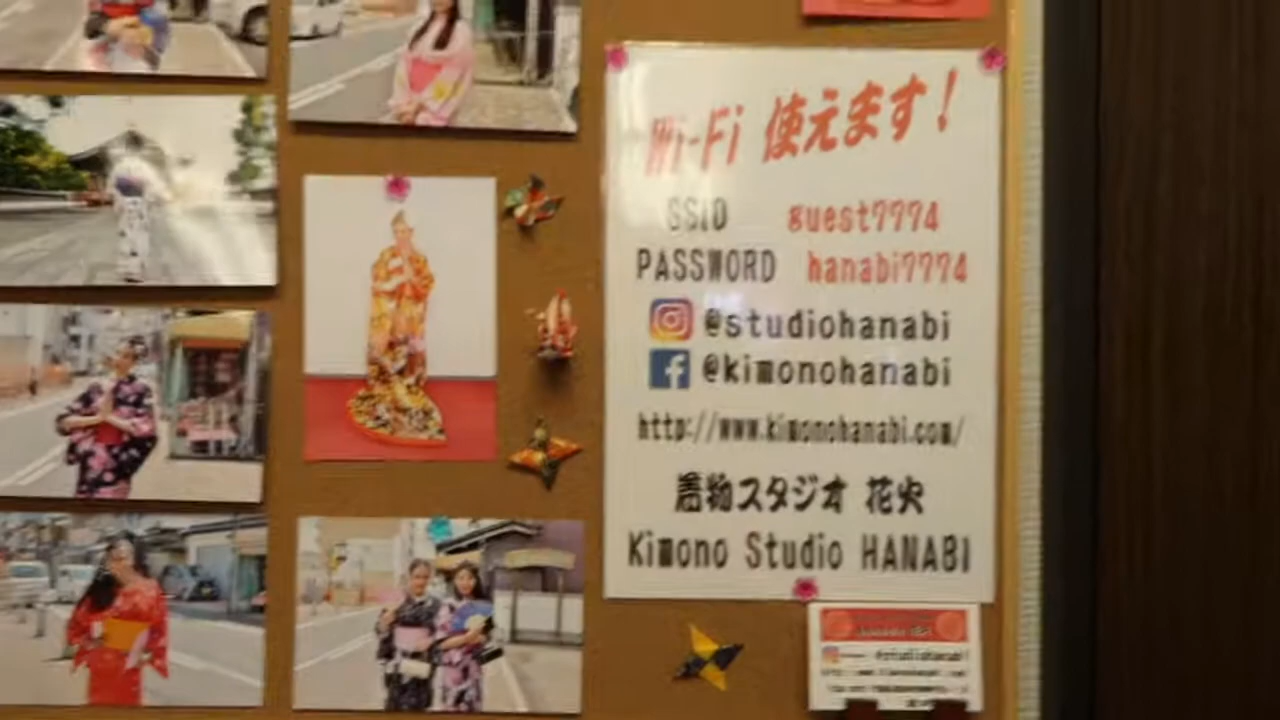 Wi-Fi 使えます!
SSID guest7774
PASSWORD hanabi7774
@studiohanabi
@kimonohanabi
http://www.kimonohanabi.com/
着物スタジオ 花火
Kimono Studio HANABI
@studiohanabi